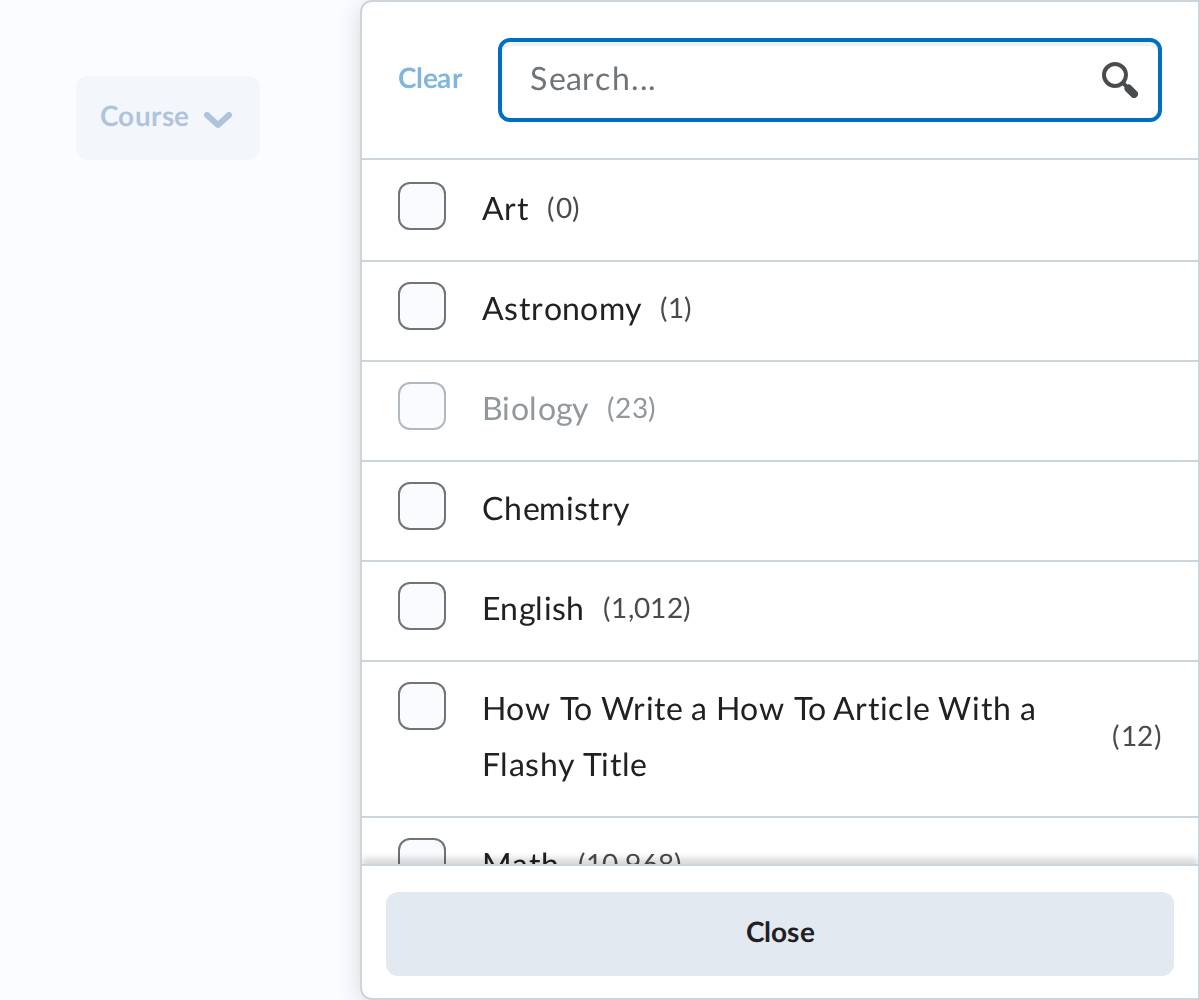 Course
Clear
Search...
Art (0)
Astronomy (1)
Biology (23)
Chemistry
English (1,012)
How To Write a How To Article With a
Flashy Title
(12)
Math (10,968)
Close